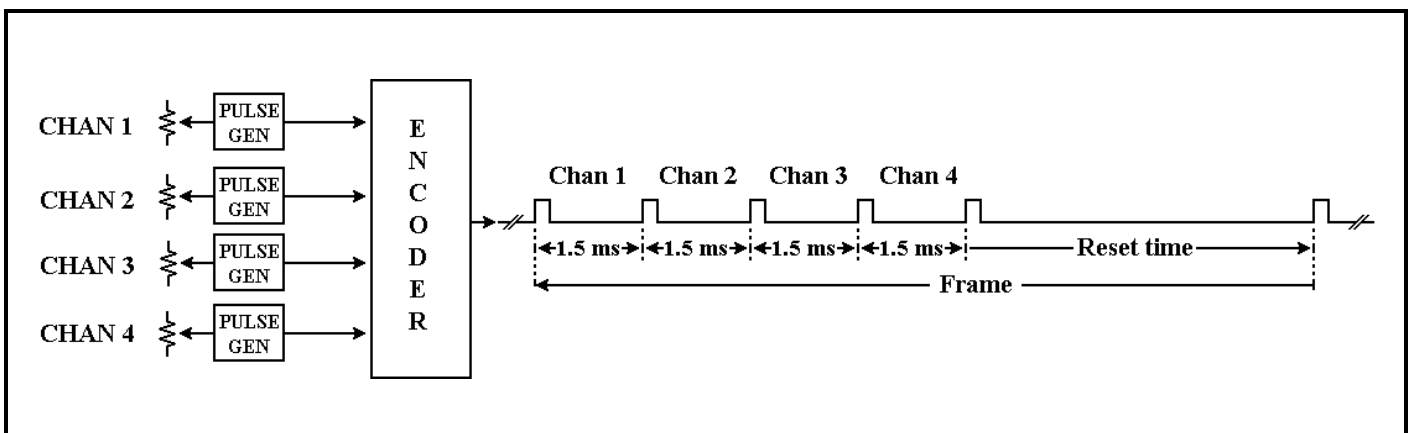 CHAN 1
PULSE
GEN
CHAN 2
PULSE
GEN
CHAN 3
PULSE
GEN
CHAN 4
PULSE
GEN
E
N
C
O
D
E
R
Chan 1 Chan 2 Chan 3 Chan 4
1.5 ms 1.5 ms 1.5 ms 1.5 ms Reset time
Frame